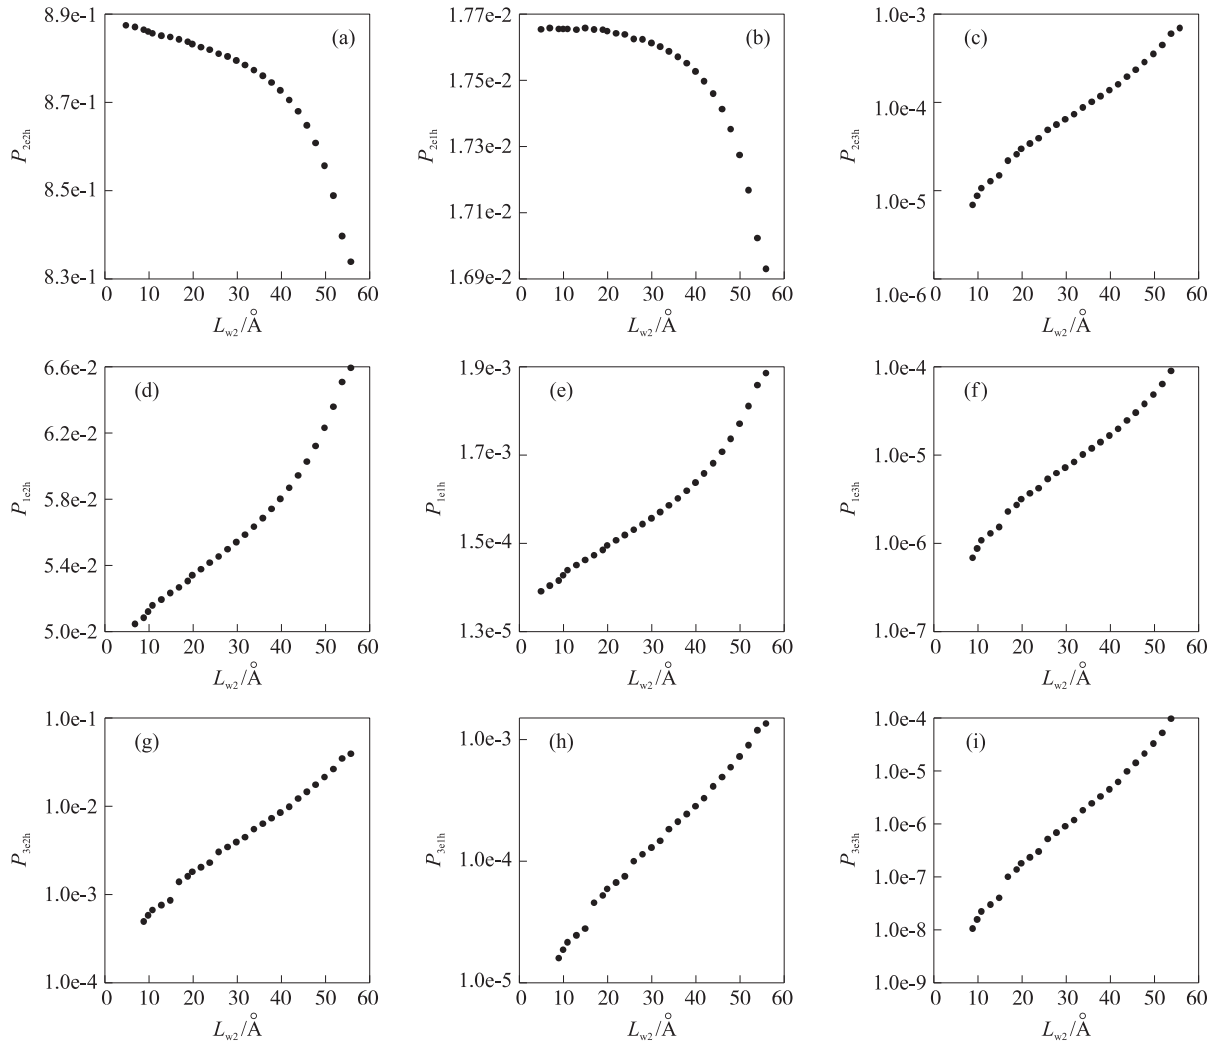 8.9e-1
8.7e-1
8.5e-1
8.3e-1
P2e2h
(a)
0 10 20 30 40 50 60
Lw2/Å
1.77e-2
1.75e-2
1.73e-2
1.71e-2
1.69e-2
P2e1h
(b)
0 10 20 30 40 50 60
Lw2/Å
1.0e-3
1.0e-4
1.0e-5
1.0e-6
P2e3h
(c)
0 10 20 30 40 50 60
Lw2/Å
6.6e-2
6.2e-2
5.8e-2
5.4e-2
5.0e-2
P1e2h
(d)
0 10 20 30 40 50 60
Lw2/Å
1.9e-3
1.7e-3
1.5e-4
1.3e-5
P1e1h
(e)
0 10 20 30 40 50 60
Lw2/Å
1.0e-4
1.0e-5
1.0e-6
1.0e-7
P1e3h
(f)
0 10 20 30 40 50 60
Lw2/Å
1.0e-1
1.0e-2
1.0e-3
1.0e-4
P3e2h
(g)
0 10 20 30 40 50 60
Lw2/Å
1.0e-3
1.0e-4
1.0e-5
P3e1h
(h)
0 10 20 30 40 50 60
Lw2/Å
1.0e-4
1.0e-5
1.0e-6
1.0e-7
1.0e-8
1.0e-9
P3e3h
(i)
0 10 20 30 40 50 60
Lw2/Å